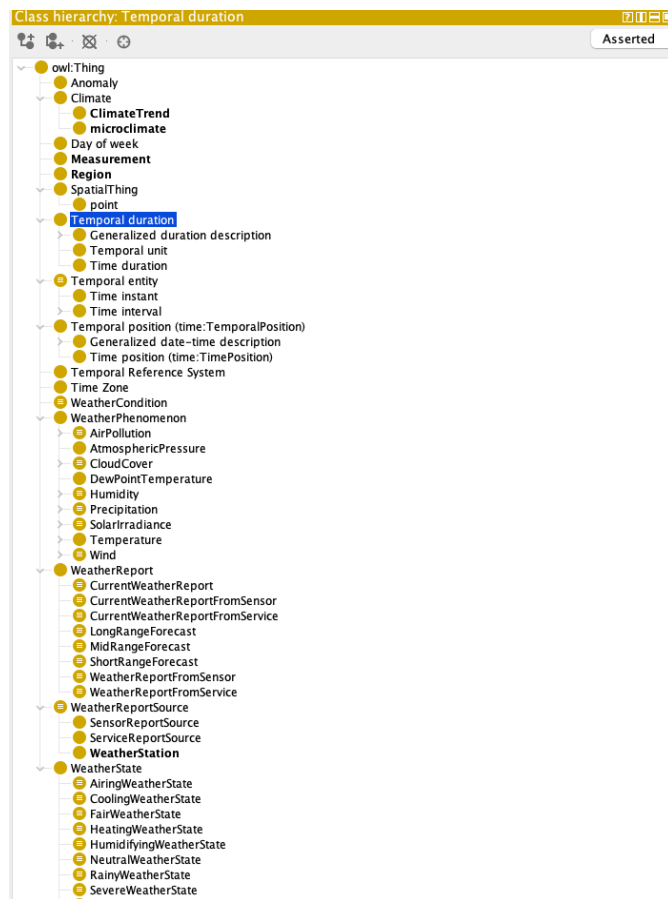 Class hierarchy: Temporal duration
Asserted
owl:Thing
Anomaly
Climate
ClimateTrend
microclimate
Day of week
Measurement
Region
SpatialThing
point
Temporal duration
Generalized duration description
Temporal unit
Time duration
Temporal entity
Time instant
Time interval
Temporal position (time:TemporalPosition)
Generalized date-time description
Time position (time:TimePosition)
Temporal Reference System
Time Zone
WeatherCondition
WeatherPhenomenon
AirPollution
AtmosphericPressure
CloudCover
DewPointTemperature
Humidity
Precipitation
SolarIrradiance
Temperature
Wind
WeatherReport
CurrentWeatherReport
CurrentWeatherReportFromSensor
CurrentWeatherReportFromService
LongRangeForecast
MidRangeForecast
ShortRangeForecast
WeatherReportFromSensor
WeatherReportFromService
WeatherReportSource
SensorReportSource
ServiceReportSource
WeatherStation
WeatherState
AiringWeatherState
CoolingWeatherState
FairWeatherState
HeatingWeatherState
HumidifyingWeatherState
NeutralWeatherState
RainyWeatherState
SevereWeatherState